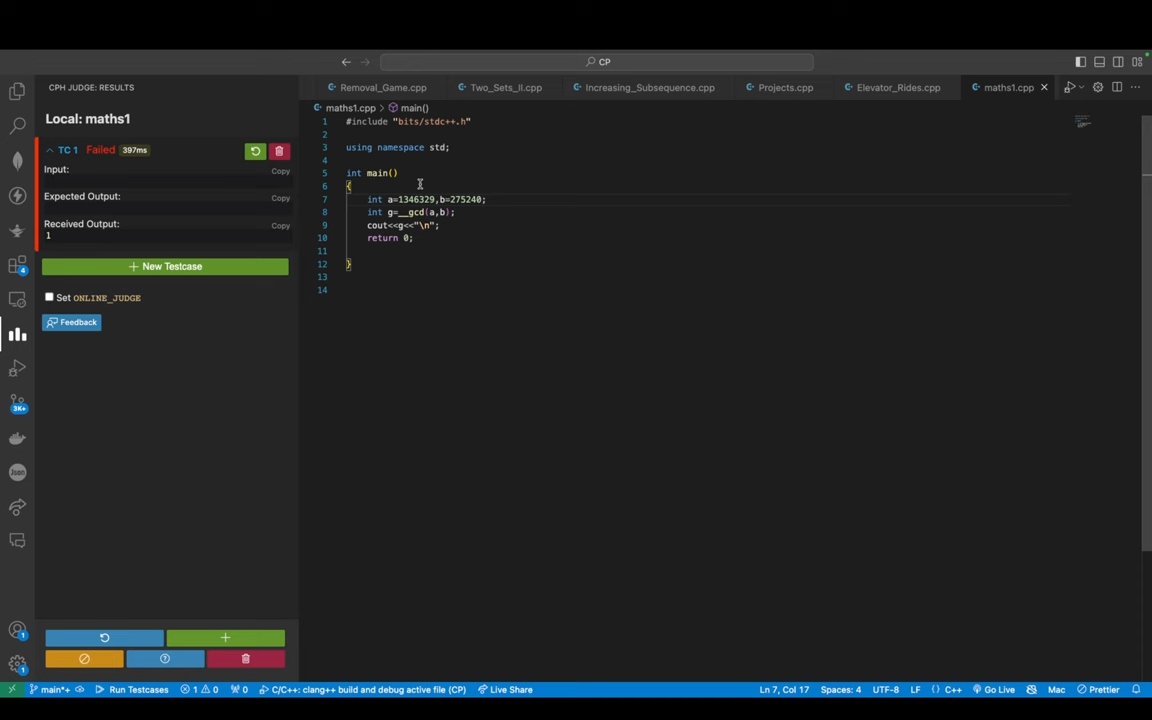 CP
CPH JUDGE: RESULTS
Removal_Game.cpp
Two_Sets_II.cpp
Increasing_Subsequence.cpp
Projects.cpp
Elevator_Rides.cpp
maths1.cpp
maths1.cpp > main()
Local: maths1
TC 1 Failed 397ms
Input:
Copy
Expected Output:
Copy
Received Output:
Copy
1
New Testcase
Set ONLINE_JUDGE
Feedback
1 #include "bits/stdc++.h"
2
3 using namespace std;
4
5 int main()
6 {
7 int a=1346329,b=275240;
8 int g=__gcd(a,b);
9 cout<<g<<"\n";
10 return 0;
11
12 }
13
14
4
3K+
Json
1
1
main*+
Run Testcases
1
0
0
C/C++: clang++ build and debug active file (CP)
Live Share
Ln 7, Col 17
Spaces: 4
UTF-8
LF
{} C++
Go Live
Mac
Prettier